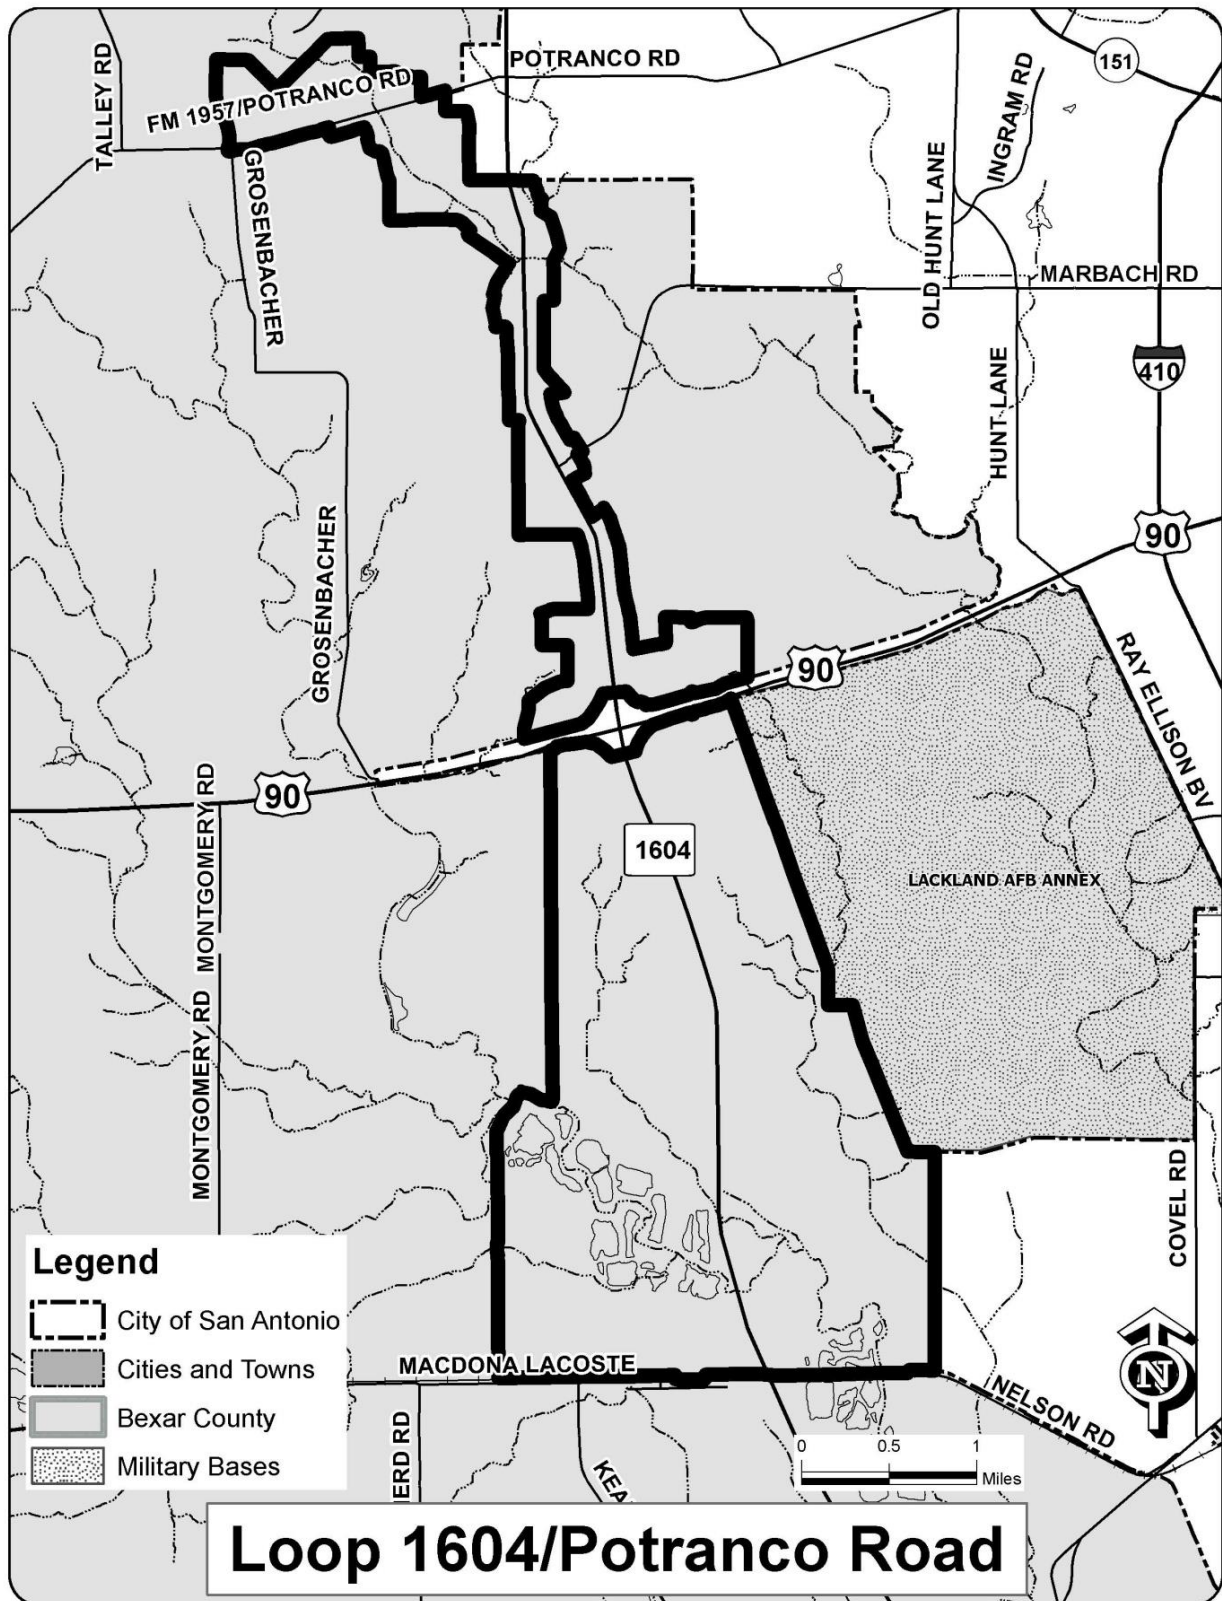 POTRANCO RD
151
TALLEY RD
FM 1957/POTRANCO RD
INGRAM RD
GROSENBACHER
OLD HUNT LANE
MARBACH RD
410
HUNT LANE
90
GROSENBACHER
90
RAY ELLISON BV
90
MONTGOMERY RD
1604
LACKLAND AFB ANNEX
MONTGOMERY RD
MONTGOMERY RD
COVEL RD
Legend
City of San Antonio
Cities and Towns
Bexar County
Military Bases
MACDONA LACOSTE
N
NELSON RD
0 0.5 1
Miles
Loop 1604/Potranco Road